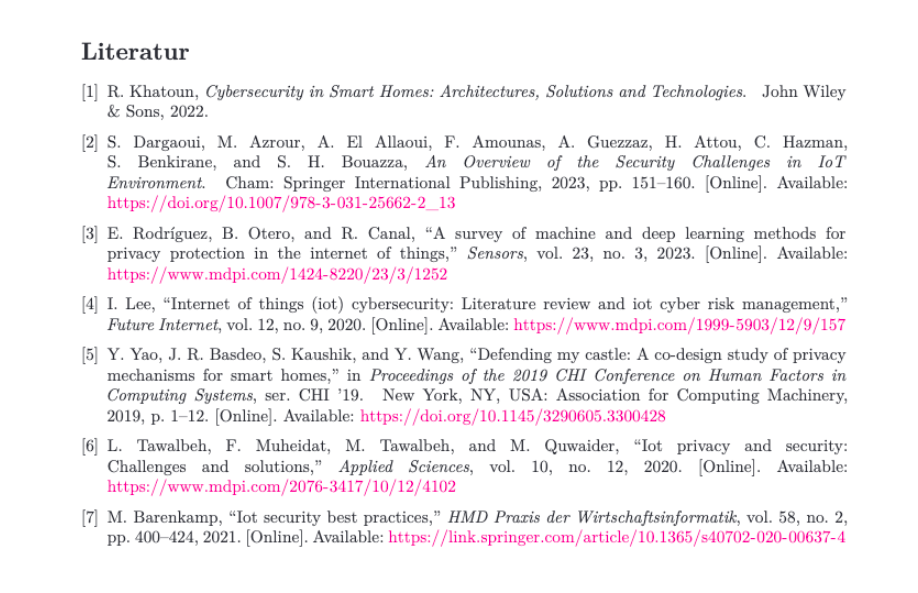 Literatur
[1] R. Khatoun, Cybersecurity in Smart Homes: Architectures, Solutions and Technologies. John Wiley
& Sons, 2022.
[2] S. Dargaoui, M. Azrour, A. El Allaoui, F. Amounas, A. Guezzaz, H. Attou, C. Hazman,
S. Benkirane, and S. H. Bouazza, An Overview of the Security Challenges in IoT
Environment. Cham: Springer International Publishing, 2023, pp. 151–160. [Online]. Available:
https://doi.org/10.1007/978-3-031-25662-2_13
[3] E. Rodríguez, B. Otero, and R. Canal, “A survey of machine and deep learning methods for
privacy protection in the internet of things,” Sensors, vol. 23, no. 3, 2023. [Online]. Available:
https://www.mdpi.com/1424-8220/23/3/1252
[4] I. Lee, “Internet of things (iot) cybersecurity: Literature review and iot cyber risk management,”
Future Internet, vol. 12, no. 9, 2020. [Online]. Available: https://www.mdpi.com/1999-5903/12/9/157
[5] Y. Yao, J. R. Basdeo, S. Kaushik, and Y. Wang, “Defending my castle: A co-design study of privacy
mechanisms for smart homes,” in Proceedings of the 2019 CHI Conference on Human Factors in
Computing Systems, ser. CHI ’19. New York, NY, USA: Association for Computing Machinery,
2019, p. 1–12. [Online]. Available: https://doi.org/10.1145/3290605.3300428
[6] L. Tawalbeh, F. Muheidat, M. Tawalbeh, and M. Quwaider, “Iot privacy and security:
Challenges and solutions,” Applied Sciences, vol. 10, no. 12, 2020. [Online]. Available:
https://www.mdpi.com/2076-3417/10/12/4102
[7] M. Barenkamp, “Iot security best practices,” HMD Praxis der Wirtschaftsinformatik, vol. 58, no. 2,
pp. 400–424, 2021. [Online]. Available: https://link.springer.com/article/10.1365/s40702-020-00637-4